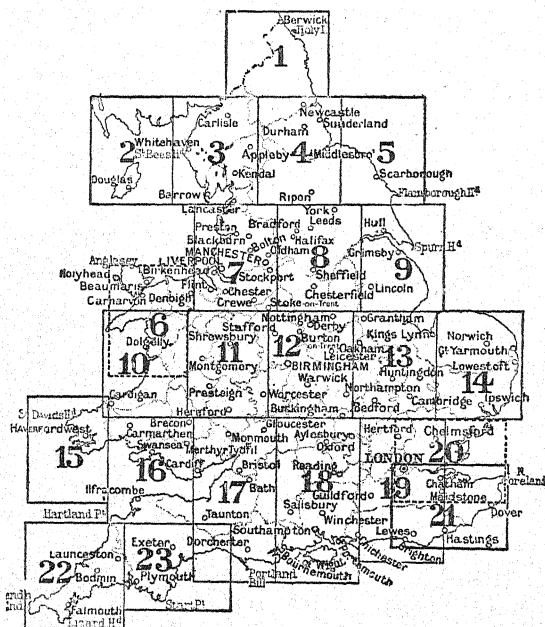 Berwick
Holy I.
1
Newcastle
Sunderland
Carlisle
Durham
2
Whitehaven
St Bees Hd
3
Appleby
4
Middlesbro'
5
Douglas
Kendal
Scarborough
Barrow
Ripon
Flamborough Hd
Lancaster
York
Preston
Bradford
Leeds
Hull
Blackburn
Bolton
Halifax
Spurn Hd
MANCHESTER
Oldham
8
Grimsby
Anglesey
LIVERPOOL
Holyhead
Birkenhead
7
Stockport
Sheffield
9
Beaumaris
Flint
Chester
Chesterfield
Lincoln
Carnarvon
Denbigh
Crewe
Stoke-on-Trent
6
Nottingham
Grantham
Stafford
Derby
Kings Lynn
Norwich
Dolgelly
Shrewsbury
12
Burton
on-Trent
Oakham
Gt Yarmouth
10
11
Leicester
13
Lowestoft
Montgomery
BIRMINGHAM
Huntingdon
14
Warwick
Presteign
Worcester
Northampton
Cambridge
Ipswich
Cardigan
Hereford
Buckingham
Bedford
St Davids Hd
Brecon
Gloucester
Hertford
Chelmsford
HAVERFORDWEST
Carmarthen
Monmouth
Aylesbury
Oxford
20
15
Swansea
Merthyr Tydfil
LONDON
16
Cardiff
Bristol
Reading
N. Foreland
Ilfracombe
17
Bath
18
19
Chatham
Guildford
Maidstone
Hartland Pt
Salisbury
21
Dover
Taunton
Winchester
Exeter
Southampton
Lewes
Hastings
22
Launceston
23
Dorchester
Chichester
Brighton
Bodmin
Portsmouth
Plymouth
I. of Wight
Bournemouth
Portland
Bill
Start Pt
Falmouth
Lizard Hd